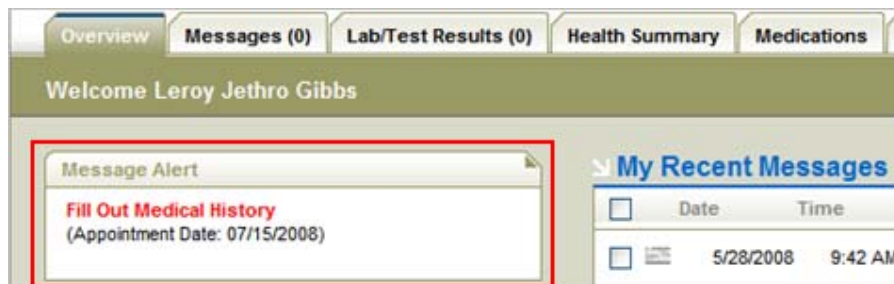 Overview Messages (0) Lab/Test Results (0) Health Summary Medications
Welcome Leroy Jethro Gibbs
Message Alert
Fill Out Medical History
(Appointment Date: 07/15/2008)
My Recent Messages
Date Time
5/28/2008 9:42 AM